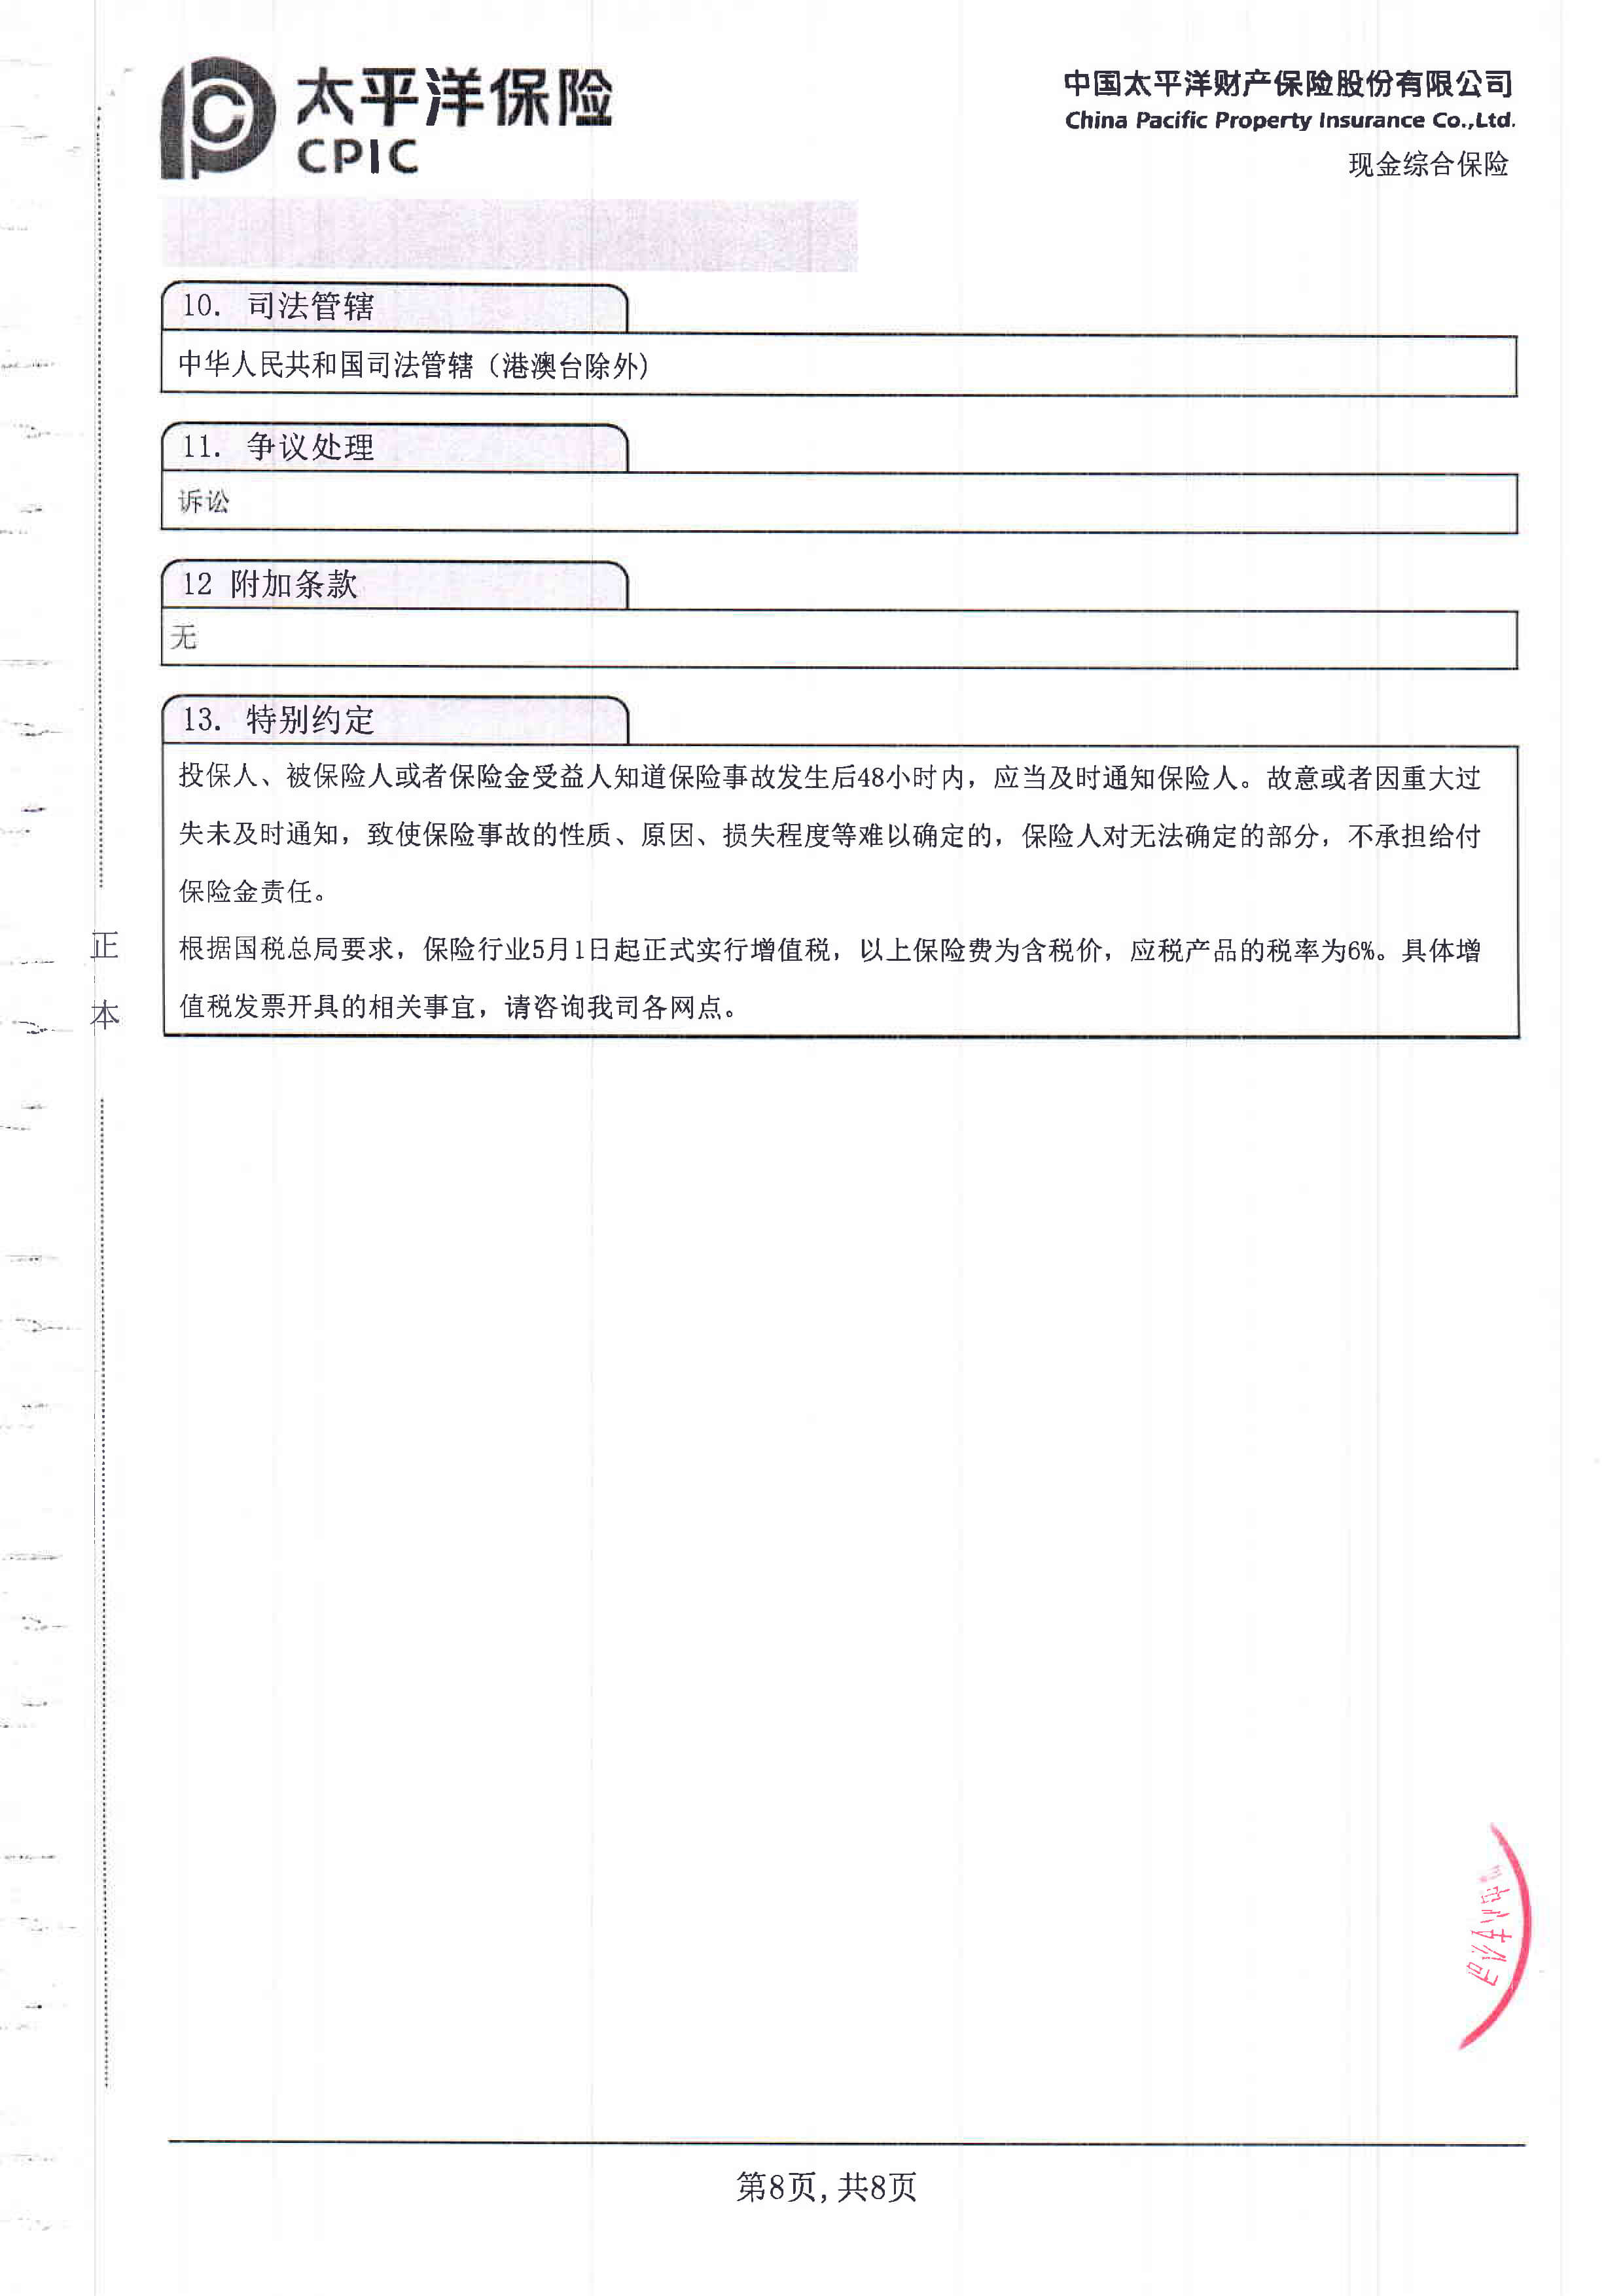 太平洋保险
CPIC
中国太平洋财产保险股份有限公司
China Pacific Property Insurance Co.,Ltd.
现金综合保险
10. 司法管辖
中华人民共和国司法管辖（港澳台除外）
11. 争议处理
诉讼
12 附加条款
无
13. 特别约定
投保人、被保险人或者保险金受益人知道保险事故发生后48小时内，应当及时通知保险人。故意或者因重大过
失未及时通知，致使保险事故的性质、原因、损失程度等难以确定的，保险人对无法确定的部分，不承担给付
保险金责任。
根据国税总局要求，保险行业5月1日起正式实行增值税，以上保险费为含税价，应税产品的税率为6%。具体增
值税发票开具的相关事宜，请咨询我司各网点。
正
本
第8页,共8页